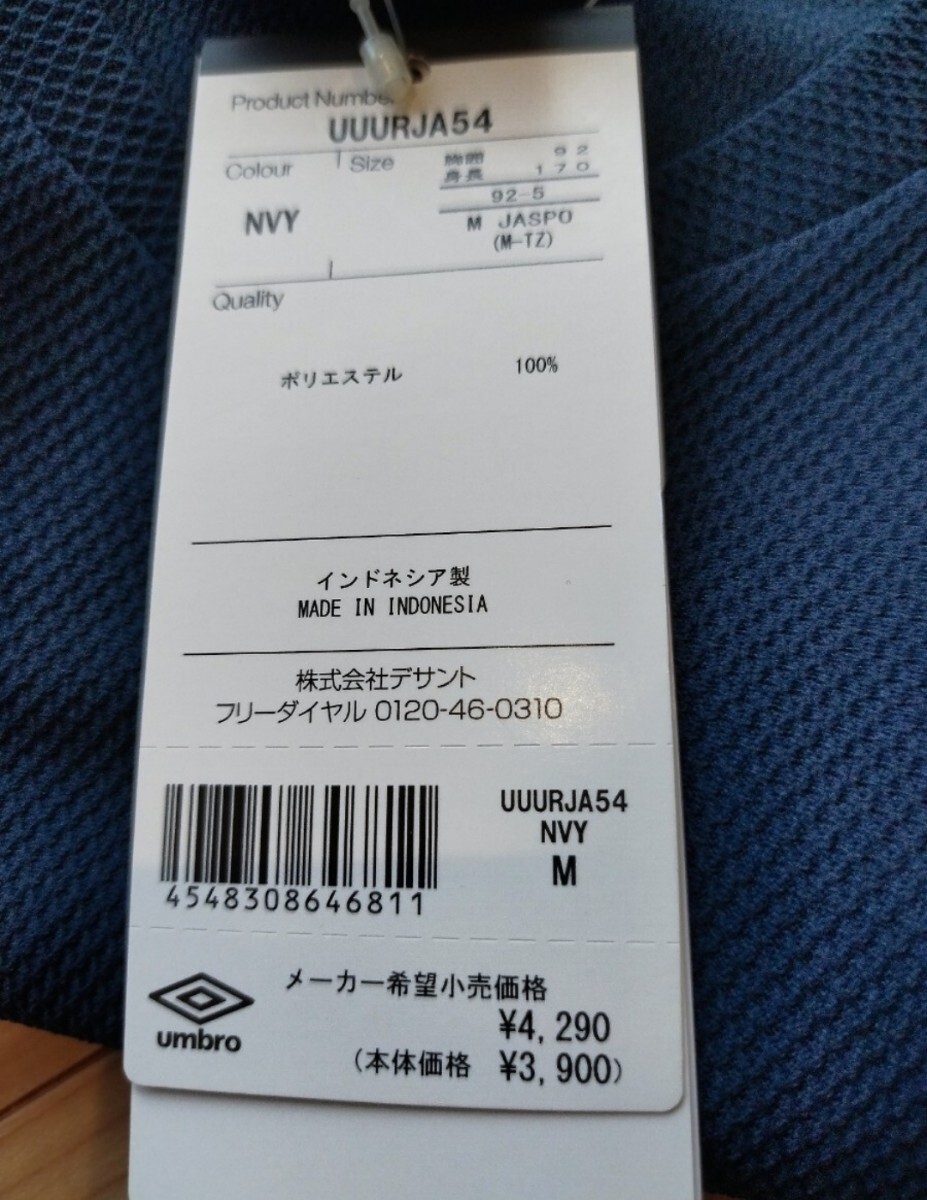 Product Number
UUURJA54
Colour
Size
胸囲 92
身長 170
92-5
NVY
M JASPO
(M-TZ)
Quality
ポリエステル 100%
インドネシア製
MADE IN INDONESIA
株式会社デサント
フリーダイヤル 0120-46-0310
UUURJA54
NVY
M
4548308646811
メーカー希望小売価格
¥4,290
(本体価格 ¥3,900)
umbro